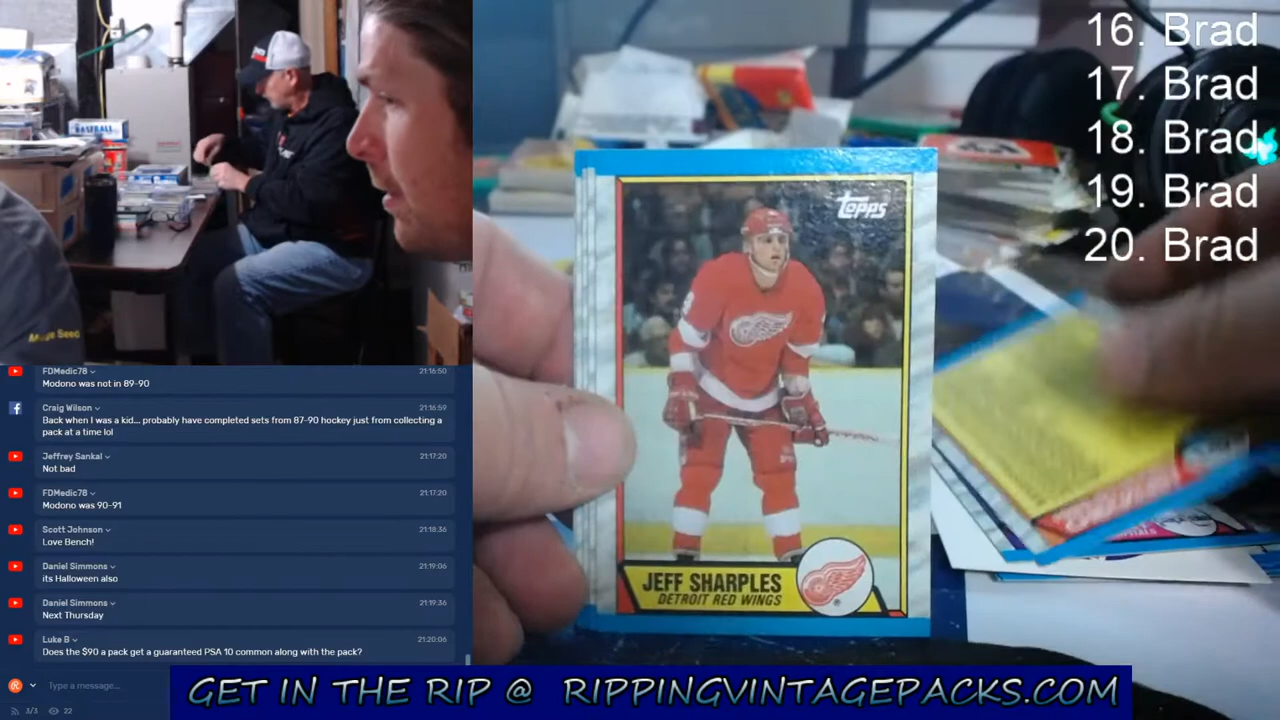 16. Brad
17. Brad
18. Brad
19. Brad
20. Brad
BASEBALL
topps
JEFF SHARPLES
DETROIT RED WINGS
FDMedic78
21:16:50
Modono was not in 89-90
Craig Wilson
21:16:59
Back when I was a kid... probably have completed sets from 87-90 hockey just from collecting a
pack at a time lol
Jeffrey Sankal
21:17:20
Not bad
FDMedic78
21:17:20
Modono was 90-91
Scott Johnson
21:18:36
Love Bench!
Daniel Simmons
21:19:06
its Halloween also
Daniel Simmons
21:19:36
Next Thursday
Luke B
21:20:06
Does the $90 a pack get a guaranteed PSA 10 common along with the pack?
Type a message...
3/3
22
GET IN THE RIP @ RIPPINGVINTAGEPACKS.COM